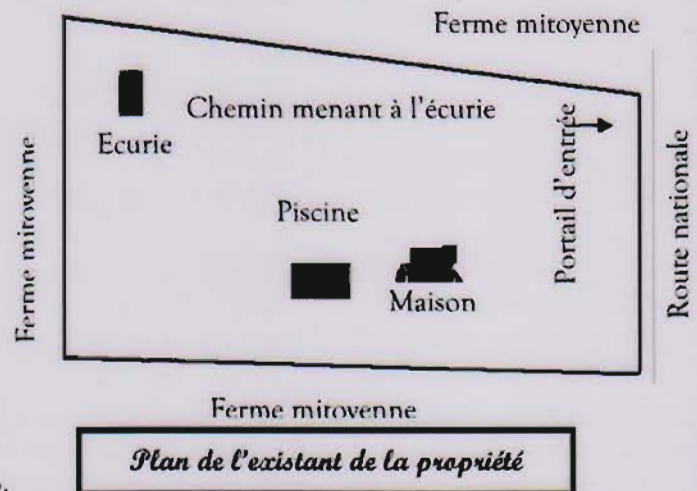 Ferme mitoyenne
Chemin menant à l'écurie
Ecurie
Portail d'entrée
Ferme mitoyenne
Route nationale
Piscine
Maison
Ferme mitoyenne
Plan de l'existant de la propriété